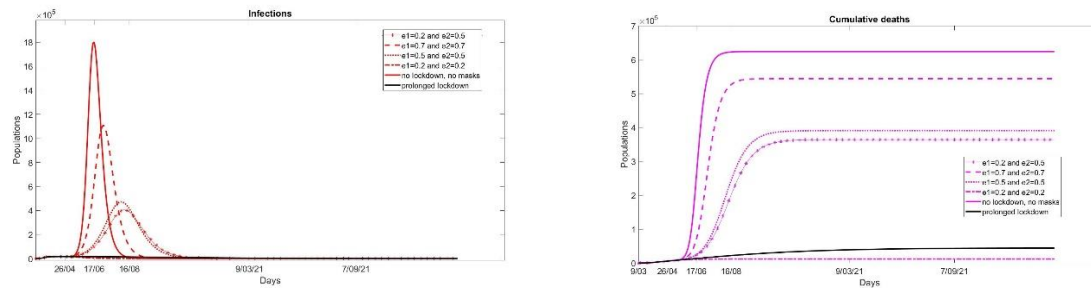 Infections
×10⁵
18
16
14
12
10
8
6
4
2
0
Populations
26/04 17/06 16/08 9/03/21 7/09/21
Days
e1=0.2 and e2=0.5
e1=0.7 and e2=0.7
e1=0.5 and e2=0.5
e1=0.2 and e2=0.2
no lockdown, no masks
prolonged lockdown
Cumulative deaths
×10⁵
7
6
5
4
3
2
1
0
Populations
9/03 26/04 17/06 16/08 9/03/21 7/09/21
Days
e1=0.2 and e2=0.5
e1=0.7 and e2=0.7
e1=0.5 and e2=0.5
e1=0.2 and e2=0.2
no lockdown, no masks
prolonged lockdown